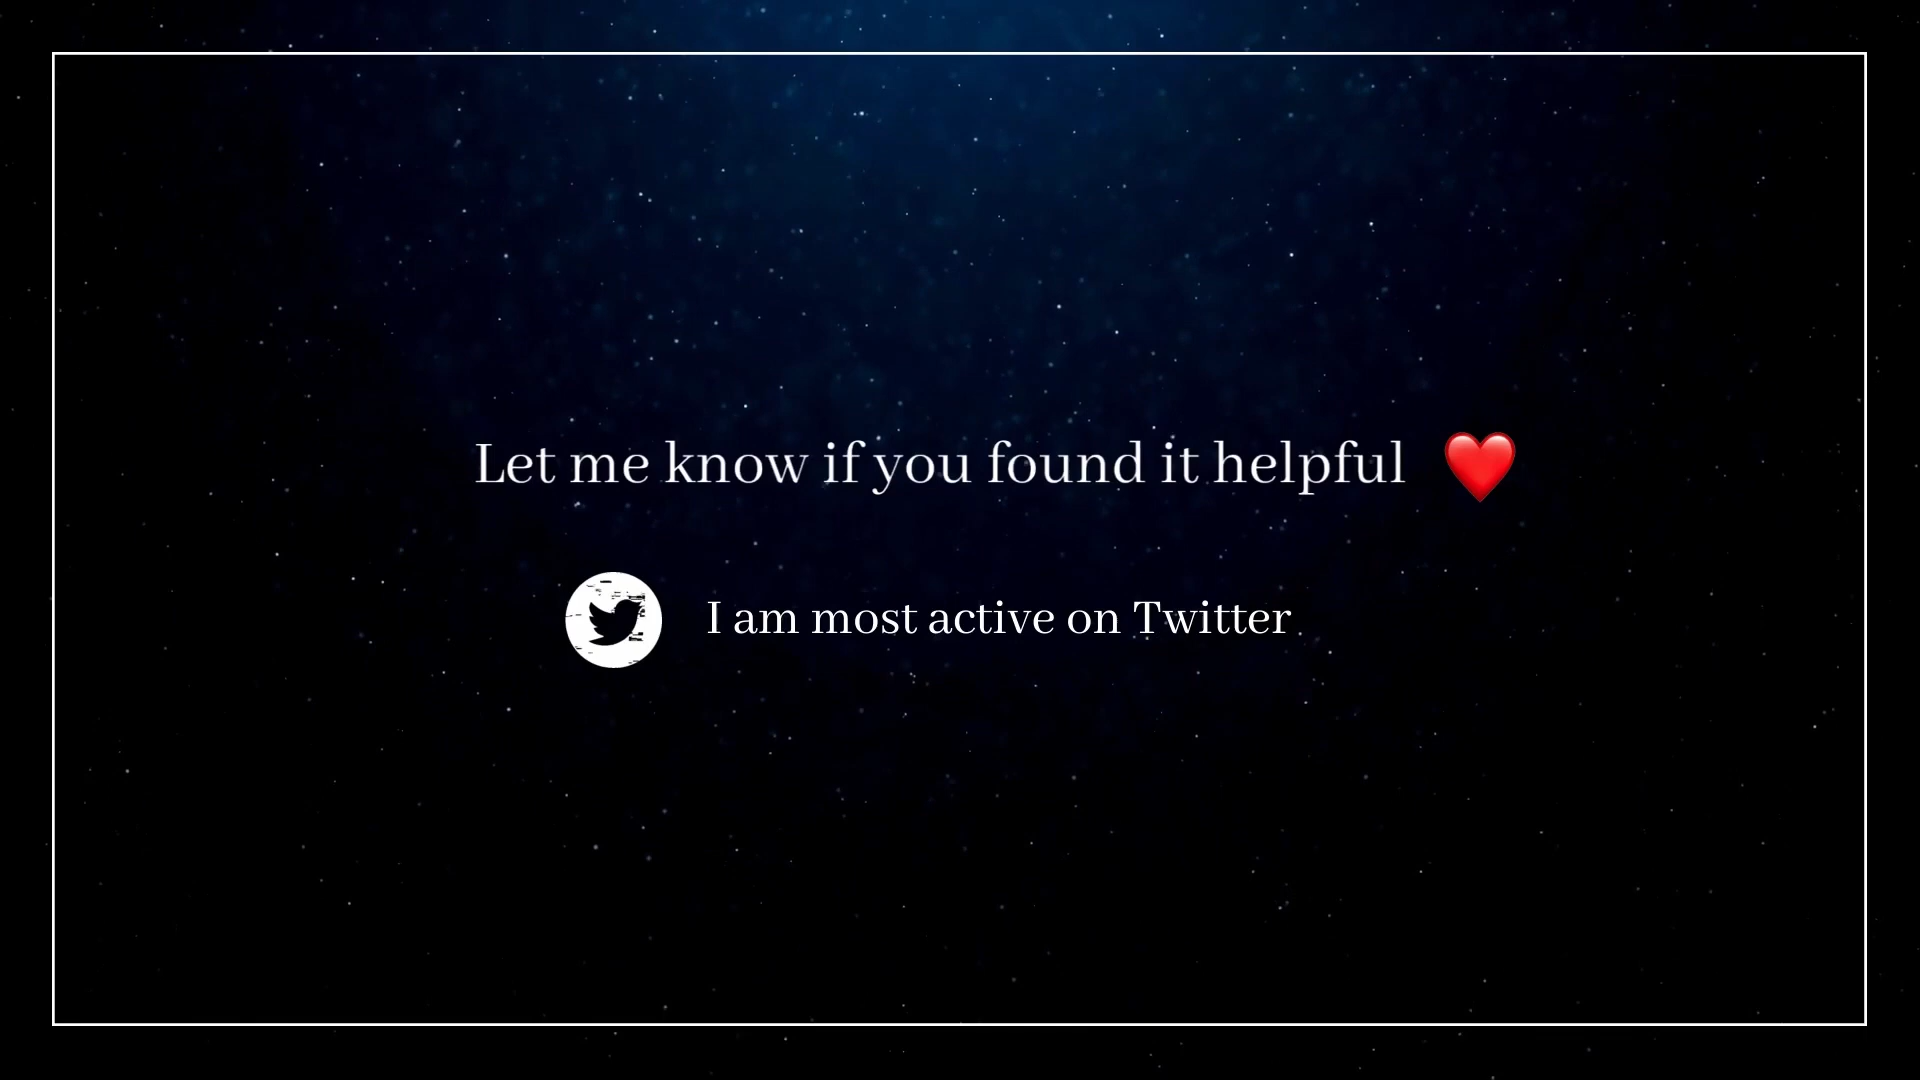 Let me know if you found it helpful ❤️
I am most active on Twitter